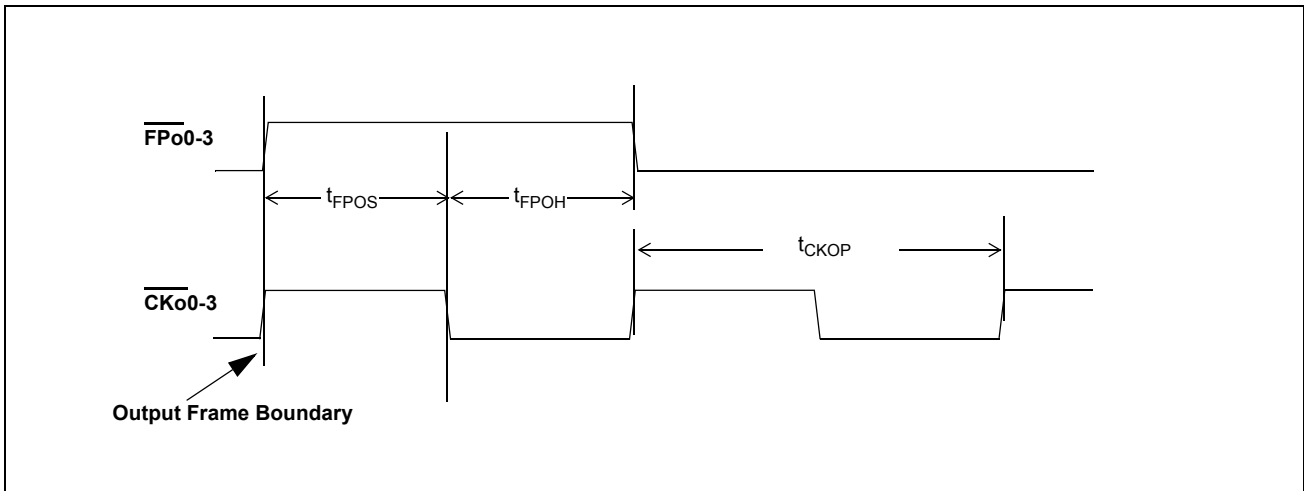 FPo0-3
tFPOS
tFPOH
tCKOP
CKo0-3
Output Frame Boundary